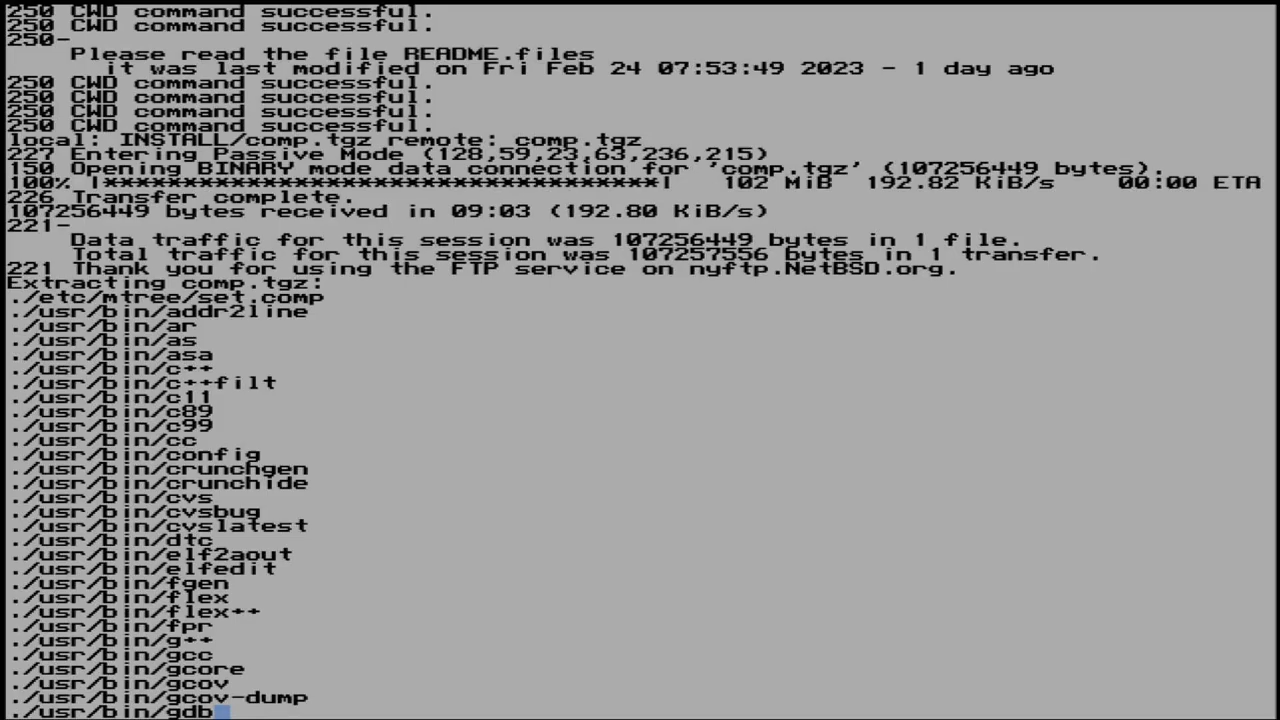 250 CWD command successful.
250 CWD command successful.
250-
    Please read the file README.files
      it was last modified on Fri Feb 24 07:53:49 2023 - 1 day ago
250 CWD command successful.
250 CWD command successful.
250 CWD command successful.
250 CWD command successful.
local: INSTALL/comp.tgz remote: comp.tgz
227 Entering Passive Mode (128,59,23,63,236,215)
150 Opening BINARY mode data connection for 'comp.tgz' (107256449 bytes).
100% |***********************************|   102 MiB  192.82 KiB/s    00:00 ETA
226 Transfer complete.
107256449 bytes received in 09:03 (192.80 KiB/s)
221-
    Data traffic for this session was 107256449 bytes in 1 file.
    Total traffic for this session was 107257556 bytes in 1 transfer.
221 Thank you for using the FTP service on nyftp.NetBSD.org.
Extracting comp.tgz:
./etc/mtree/set.comp
./usr/bin/addr2line
./usr/bin/ar
./usr/bin/as
./usr/bin/asa
./usr/bin/c++
./usr/bin/c++filt
./usr/bin/c11
./usr/bin/c89
./usr/bin/c99
./usr/bin/cc
./usr/bin/config
./usr/bin/crunchgen
./usr/bin/crunchide
./usr/bin/cvs
./usr/bin/cvsbug
./usr/bin/cvslatest
./usr/bin/dtc
./usr/bin/elf2aout
./usr/bin/elfedit
./usr/bin/fgen
./usr/bin/flex
./usr/bin/flex++
./usr/bin/fpr
./usr/bin/g++
./usr/bin/gcc
./usr/bin/gcore
./usr/bin/gcov
./usr/bin/gcov-dump
./usr/bin/gdb